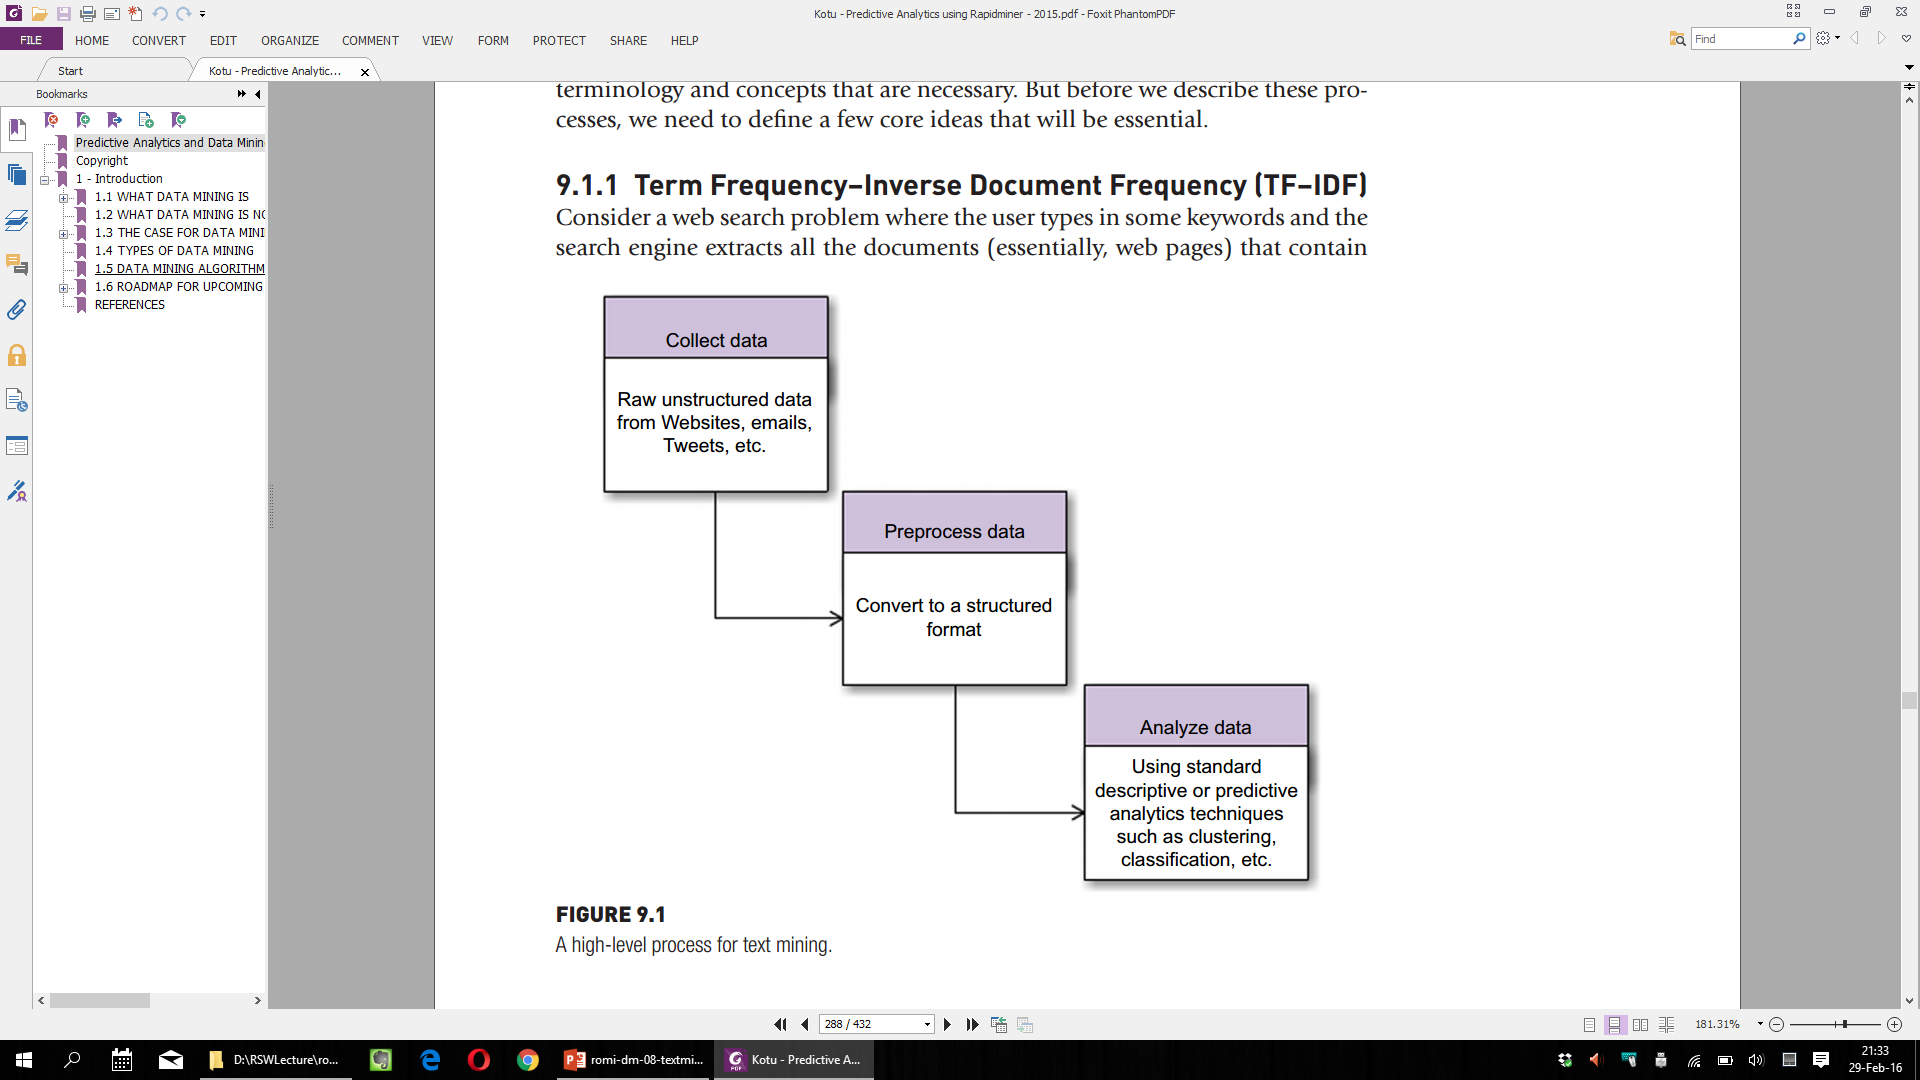 Kotu - Predictive Analytics using Rapidminer - 2015.pdf - Foxit PhantomPDF
FILE HOME CONVERT EDIT ORGANIZE COMMENT VIEW FORM PROTECT SHARE HELP
Find
Start
Kotu - Predictive Analytic...
Bookmarks
Predictive Analytics and Data Minin
Copyright
1 - Introduction
1.1 WHAT DATA MINING IS
1.2 WHAT DATA MINING IS NO
1.3 THE CASE FOR DATA MINI
1.4 TYPES OF DATA MINING
1.5 DATA MINING ALGORITHM
1.6 ROADMAP FOR UPCOMING
REFERENCES
terminology and concepts that are necessary. But before we describe these pro-
cesses, we need to define a few core ideas that will be essential.
9.1.1 Term Frequency–Inverse Document Frequency (TF–IDF)
Consider a web search problem where the user types in some keywords and the
search engine extracts all the documents (essentially, web pages) that contain
Collect data
Raw unstructured data
from Websites, emails,
Tweets, etc.
Preprocess data
Convert to a structured
format
Analyze data
Using standard
descriptive or predictive
analytics techniques
such as clustering,
classification, etc.
FIGURE 9.1
A high-level process for text mining.
288 / 432
181.31%
D:\RSWLecture\ro...
romi-dm-08-textmi...
Kotu - Predictive A...
21:33
29-Feb-16